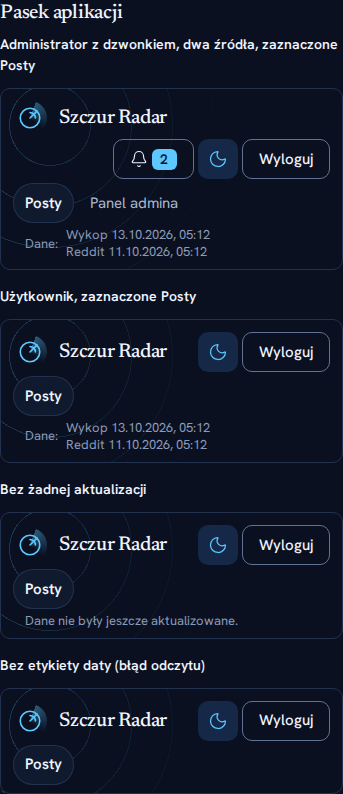 Pasek aplikacji
Administrator z dzwonkiem, dwa źródła, zaznaczone
Posty
Szczur Radar
2
Wyloguj
Posty
Panel admina
Dane:
Wykop 13.10.2026, 05:12
Reddit 11.10.2026, 05:12
Użytkownik, zaznaczone Posty
Szczur Radar
Wyloguj
Posty
Dane:
Wykop 13.10.2026, 05:12
Reddit 11.10.2026, 05:12
Bez żadnej aktualizacji
Szczur Radar
Wyloguj
Posty
Dane nie były jeszcze aktualizowane.
Bez etykiety daty (błąd odczytu)
Szczur Radar
Wyloguj
Posty